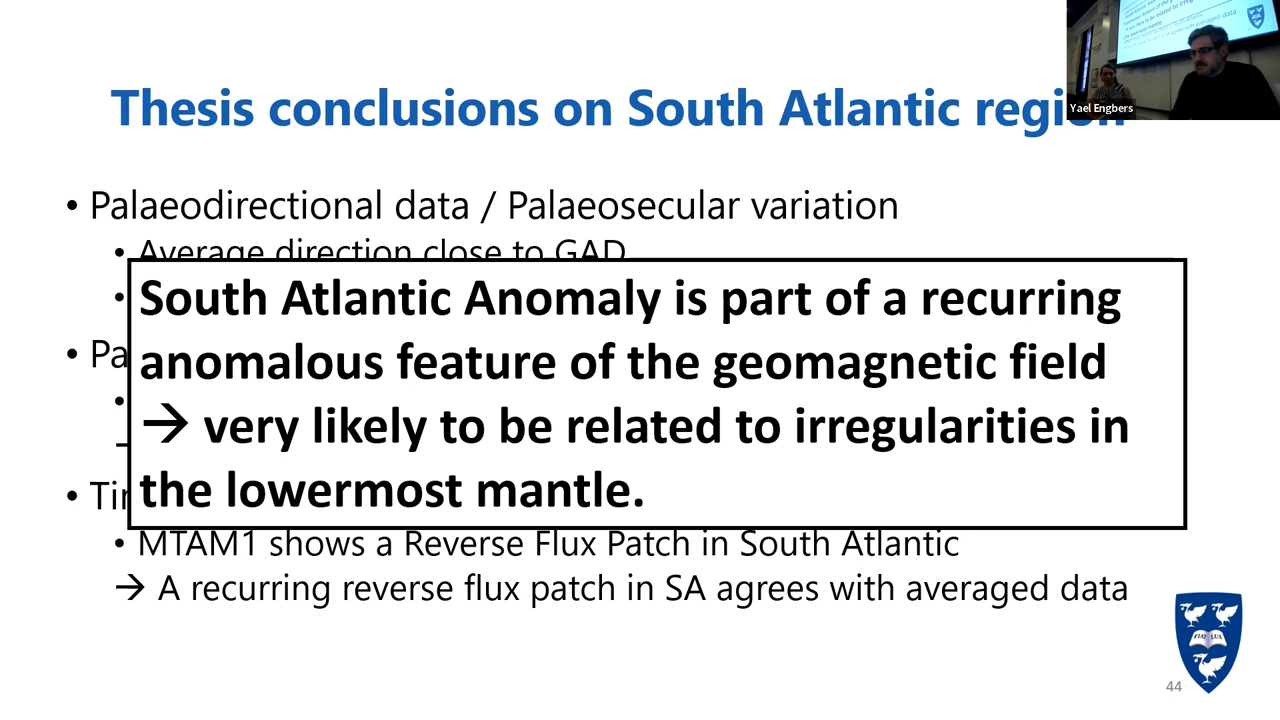 Thesis conclusions on South Atlantic region
Yael Engbers
• Palaeodirectional data / Palaeosecular variation
• Average direction close to GAD
South Atlantic Anomaly is part of a recurring
anomalous feature of the geomagnetic field
→ very likely to be related to irregularities in
the lowermost mantle.
• MTAM1 shows a Reverse Flux Patch in South Atlantic
→ A recurring reverse flux patch in SA agrees with averaged data
FIAT LUX
44